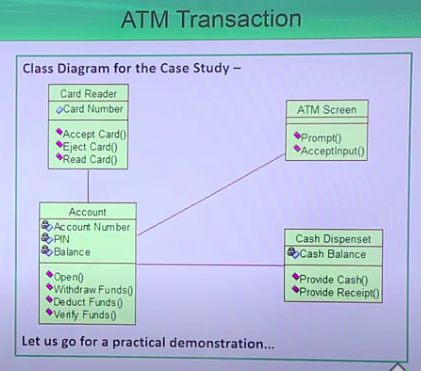 ATM Transaction
Class Diagram for the Case Study –
Card Reader
Card Number
Accept Card()
Eject Card()
Read Card()
ATM Screen
Prompt()
AcceptInput()
Account
Account Number
PIN
Balance
Open()
Withdraw Funds()
Deduct Funds()
Verify Funds()
Cash Dispenset
Cash Balance
Provide Cash()
Provide Receipt()
Let us go for a practical demonstration...